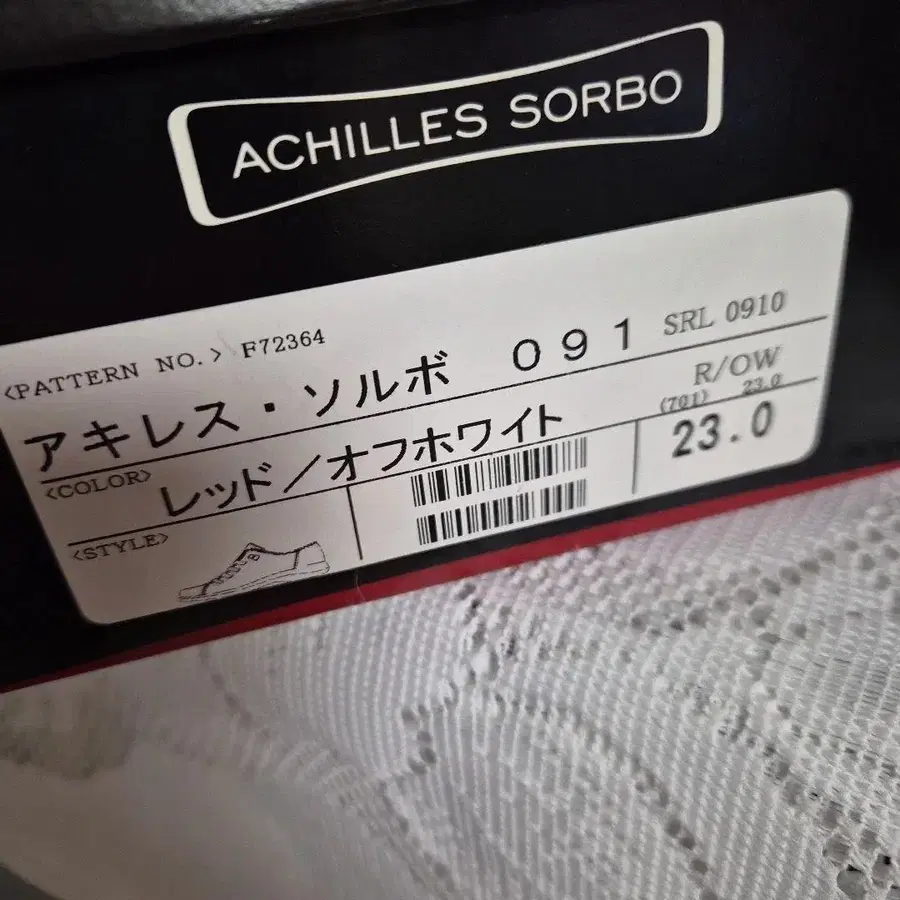 ACHILLES SORBO
<PATTERN NO.> F72364
アキレス・ソルボ 091 SRL 0910
<COLOR> レッド/オフホワイト R/OW
(701) 23.0
<STYLE> 23.0